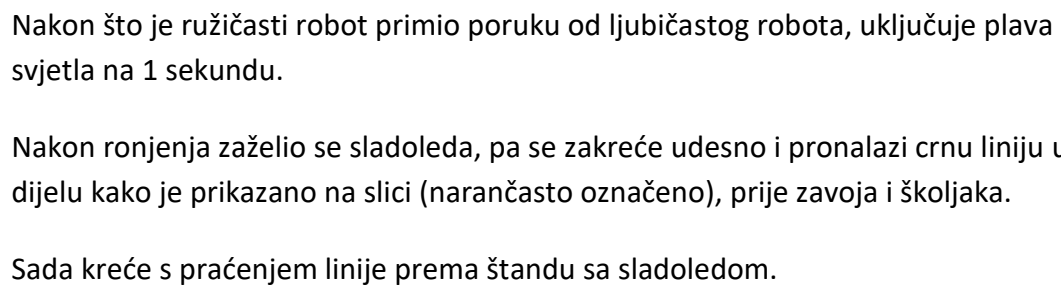 Nakon što je ružičasti robot primio poruku od ljubičastog robota, uključuje plava
svjetla na 1 sekundu.
Nakon ronjenja zaželio se sladoleda, pa se zakreće udesno i pronalazi crnu liniju u
dijelu kako je prikazano na slici (narančasto označeno), prije zavoja i školjaka.
Sada kreće s praćenjem linije prema štandu sa sladoledom.